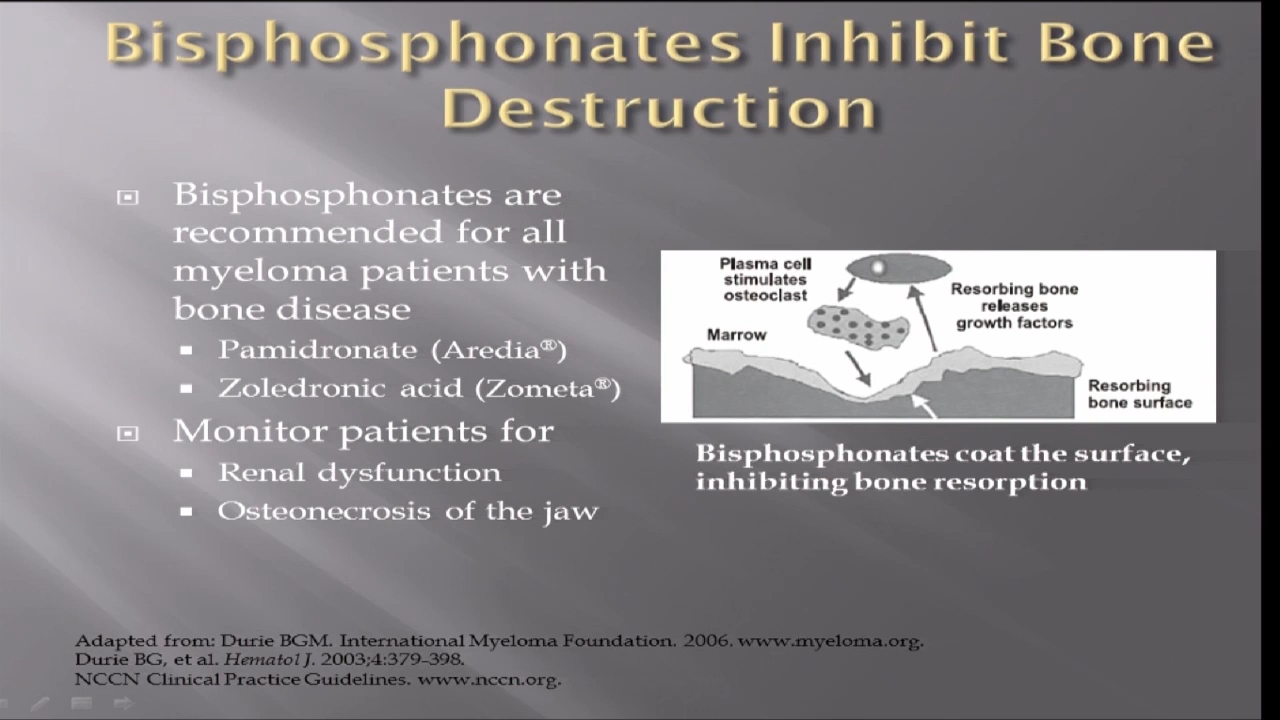 Bisphosphonates Inhibit Bone
Destruction
Bisphosphonates are
recommended for all
myeloma patients with
bone disease
Pamidronate (Aredia®)
Zoledronic acid (Zometa®)
Monitor patients for
Renal dysfunction
Osteonecrosis of the jaw
Plasma cell
stimulates
osteoclast
Resorbing bone
releases
growth factors
Marrow
Resorbing
bone surface
Bisphosphonates coat the surface,
inhibiting bone resorption
Adapted from: Durie BGM. International Myeloma Foundation. 2006. www.myeloma.org.
Durie BG, et al. Hematol J. 2003;4:379-398.
NCCN Clinical Practice Guidelines. www.nccn.org.